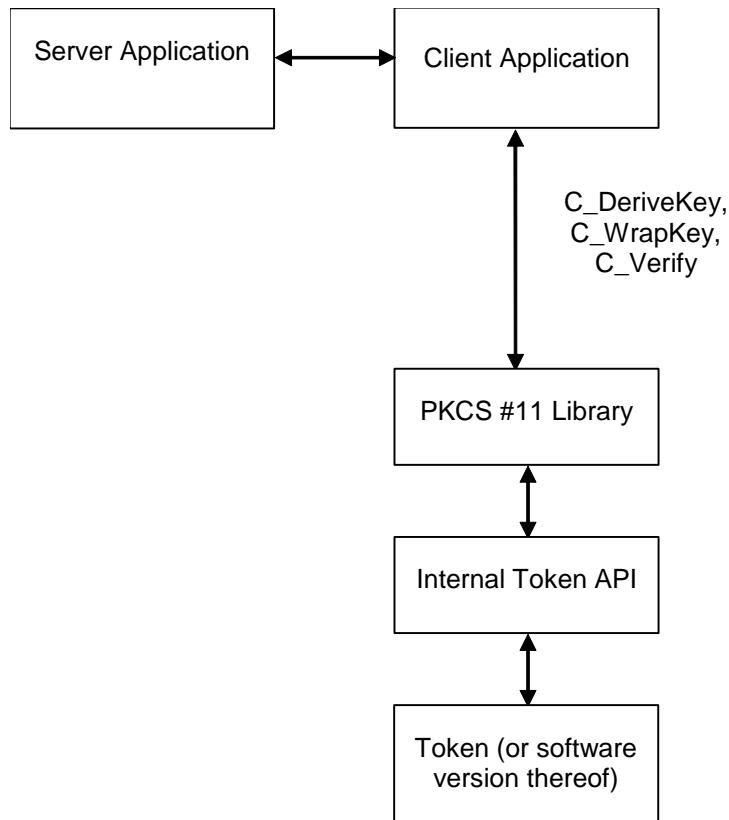 Server Application
Client Application
C_DeriveKey,
C_WrapKey,
C_Verify
PKCS #11 Library
Internal Token API
Token (or software
version thereof)